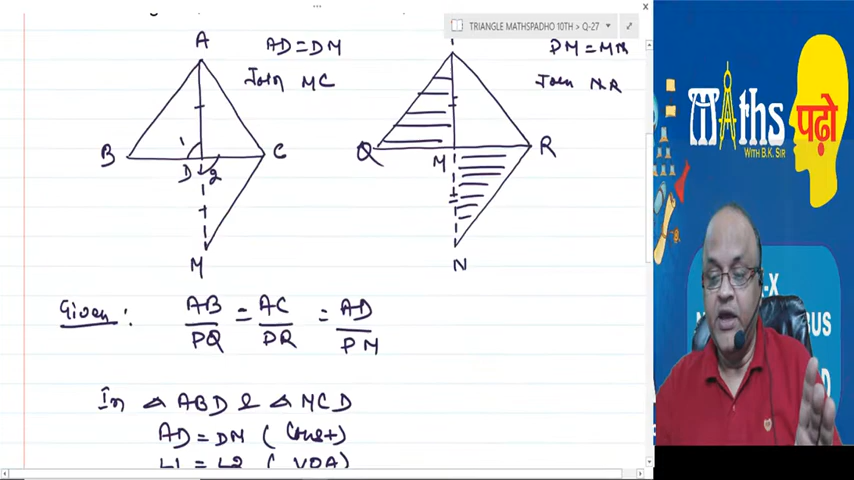 TRIANGLE MATHSPADHO 10TH > Q-27
A
AD=DM
PM=MN
Join MC
Join NR
1
B
C
D
2
M
Q
M
R
N
Given: AB/PQ = AC/PR = AD/PM
In △ABD & △MCD
AD=DM (Const)
∠1=∠2 (VOA)
Maths पढ़ो
WITH B.K. SIR
-X
N
BUS
D